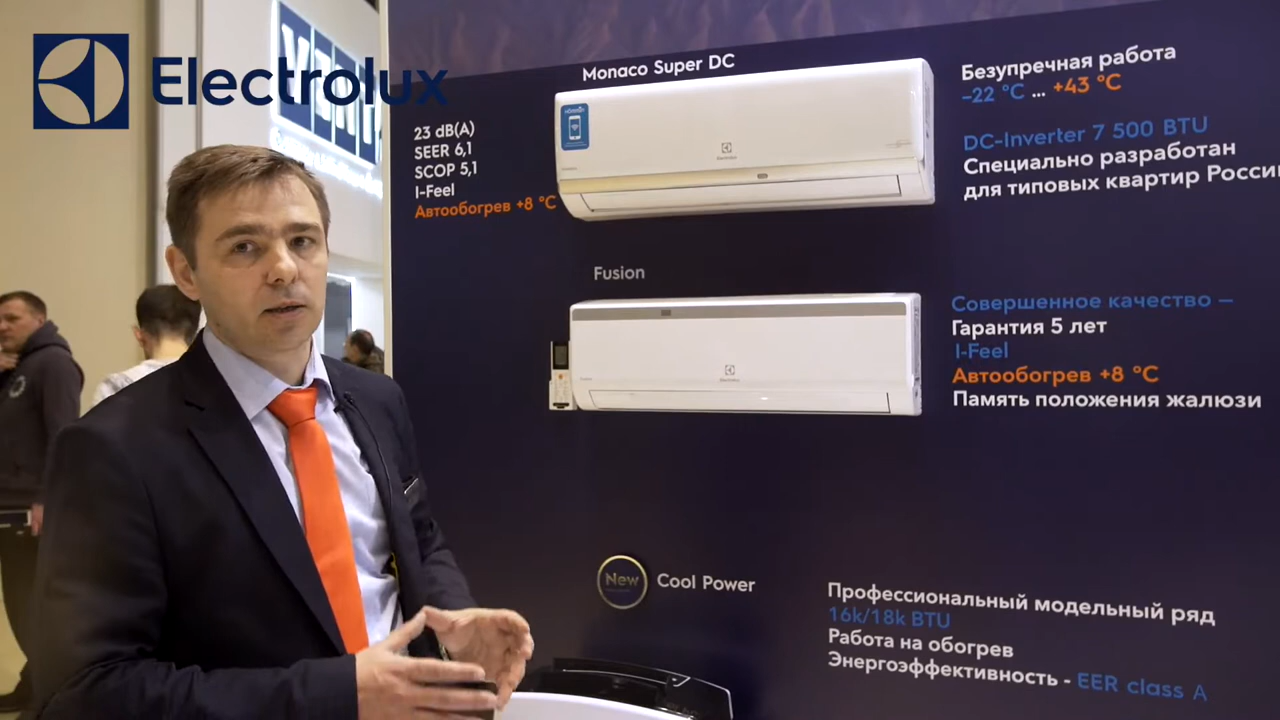 Electrolux
Monaco Super DC
23 dB(A)
SEER 6,1
SCOP 5,1
I-Feel
Автообогрев +8 °C
Безупречная работа
–22 °C ... +43 °C
DC-Inverter 7 500 BTU
Специально разработан
для типовых квартир России
Electrolux
Fusion
Совершенное качество –
Гарантия 5 лет
I-Feel
Автообогрев +8 °C
Память положения жалюзи
Electrolux
New
Cool Power
Профессиональный модельный ряд
16k/18k BTU
Работа на обогрев
Энергоэффективность - EER class A